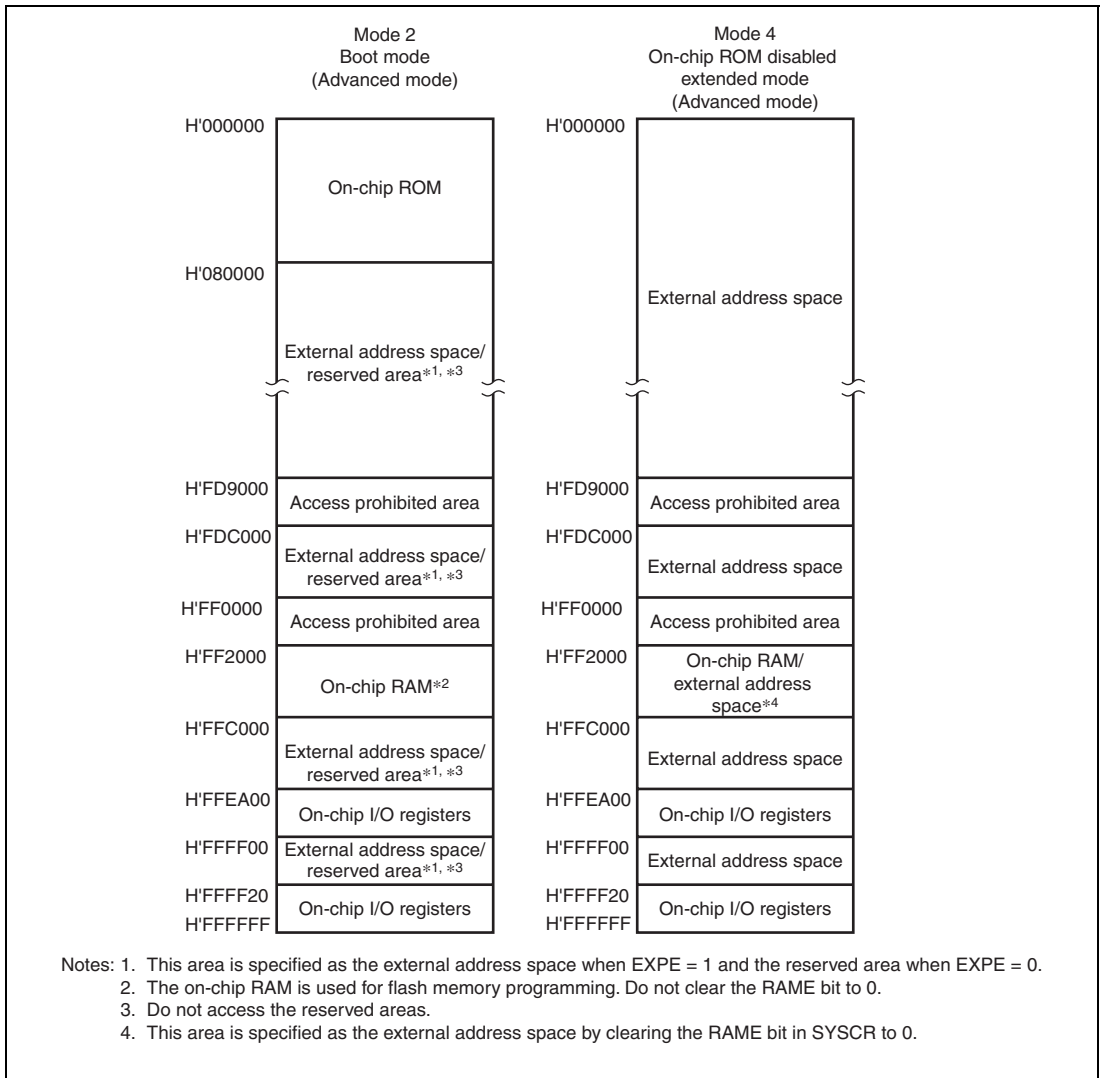 Mode 2
Boot mode
(Advanced mode)
H'000000
On-chip ROM
H'080000
External address space/
reserved area*1, *3
H'FD9000
Access prohibited area
H'FDC000
External address space/
reserved area*1, *3
H'FF0000
Access prohibited area
H'FF2000
On-chip RAM*2
H'FFC000
External address space/
reserved area*1, *3
H'FFEA00
On-chip I/O registers
H'FFFF00
External address space/
reserved area*1, *3
H'FFFF20
On-chip I/O registers
H'FFFFFF
Mode 4
On-chip ROM disabled
extended mode
(Advanced mode)
H'000000
External address space
H'FD9000
Access prohibited area
H'FDC000
External address space
H'FF0000
Access prohibited area
H'FF2000
On-chip RAM/
external address
space*4
H'FFC000
External address space
H'FFEA00
On-chip I/O registers
H'FFFF00
External address space
H'FFFF20
On-chip I/O registers
H'FFFFFF
Notes: 1. This area is specified as the external address space when EXPE = 1 and the reserved area when EXPE = 0.
2. The on-chip RAM is used for flash memory programming. Do not clear the RAME bit to 0.
3. Do not access the reserved areas.
4. This area is specified as the external address space by clearing the RAME bit in SYSCR to 0.